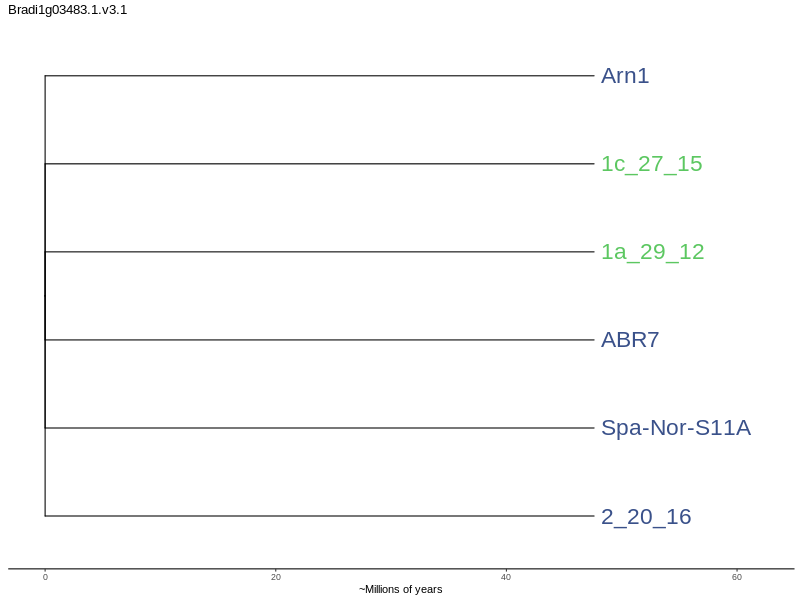 Bradi1g03483.1.v3.1
Arn1
1c_27_15
1a_29_12
ABR7
Spa-Nor-S11A
2_20_16
0 20 40 60
~Millions of years